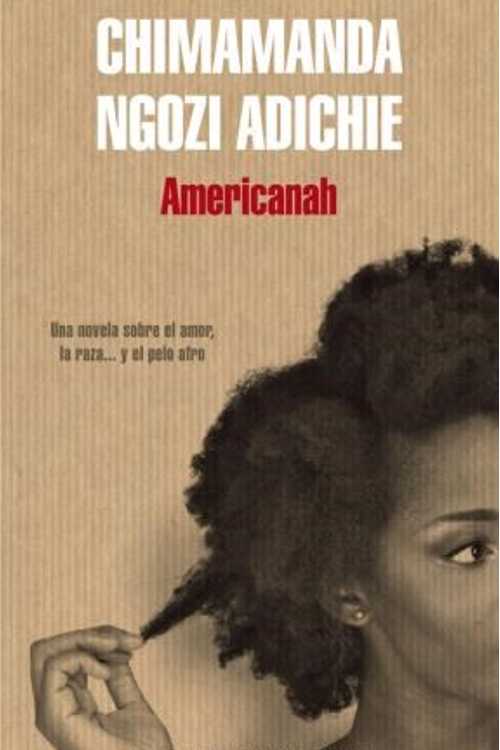 CHIMAMANDA
NGOZI ADICHIE
Americanah
Una novela sobre el amor,
la raza... y el pelo afro